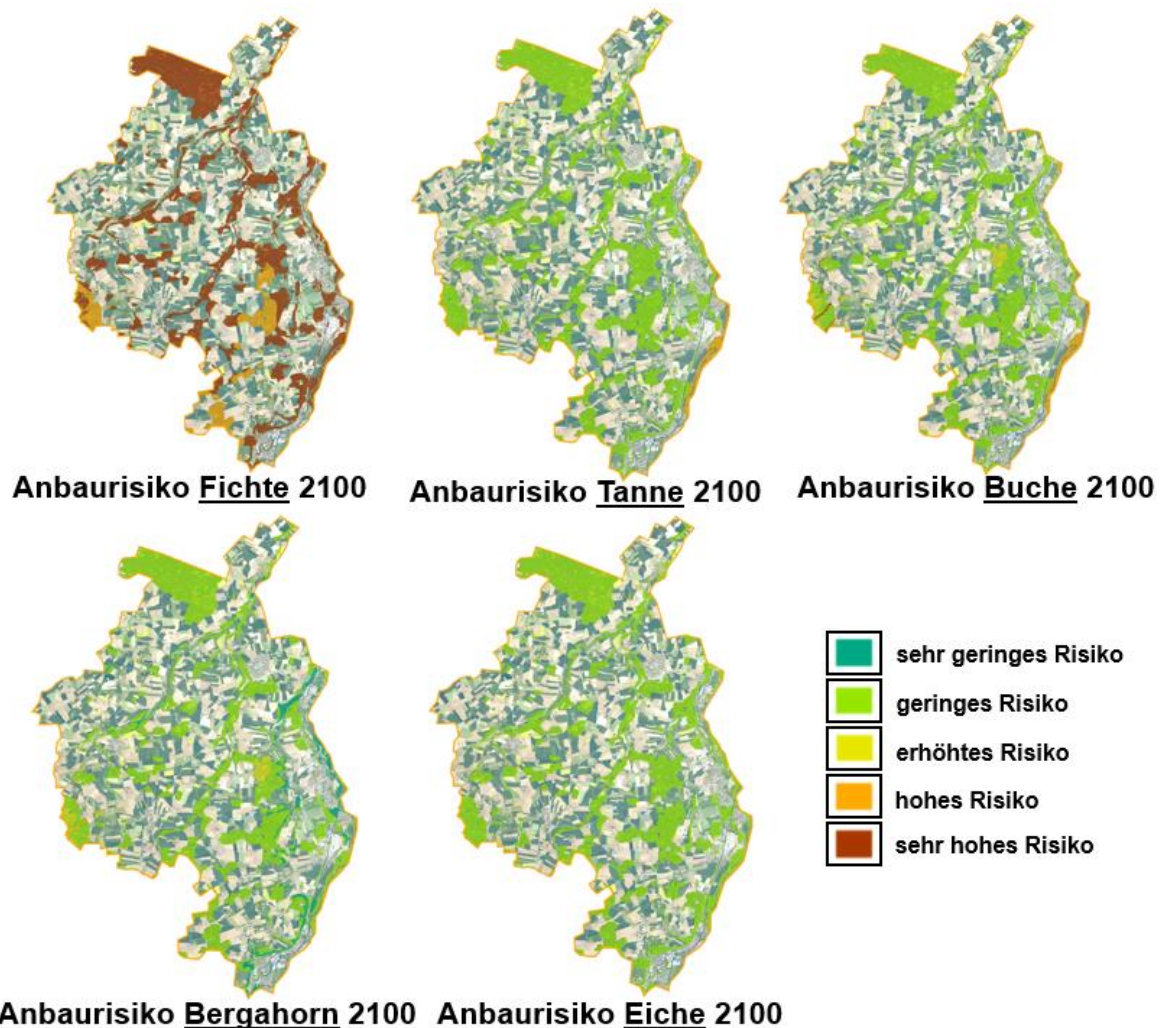 Anbaurisiko Fichte 2100
Anbaurisiko Tanne 2100
Anbaurisiko Buche 2100
sehr geringes Risiko
geringes Risiko
erhöhtes Risiko
hohes Risiko
sehr hohes Risiko
Anbaurisiko Bergahorn 2100
Anbaurisiko Eiche 2100